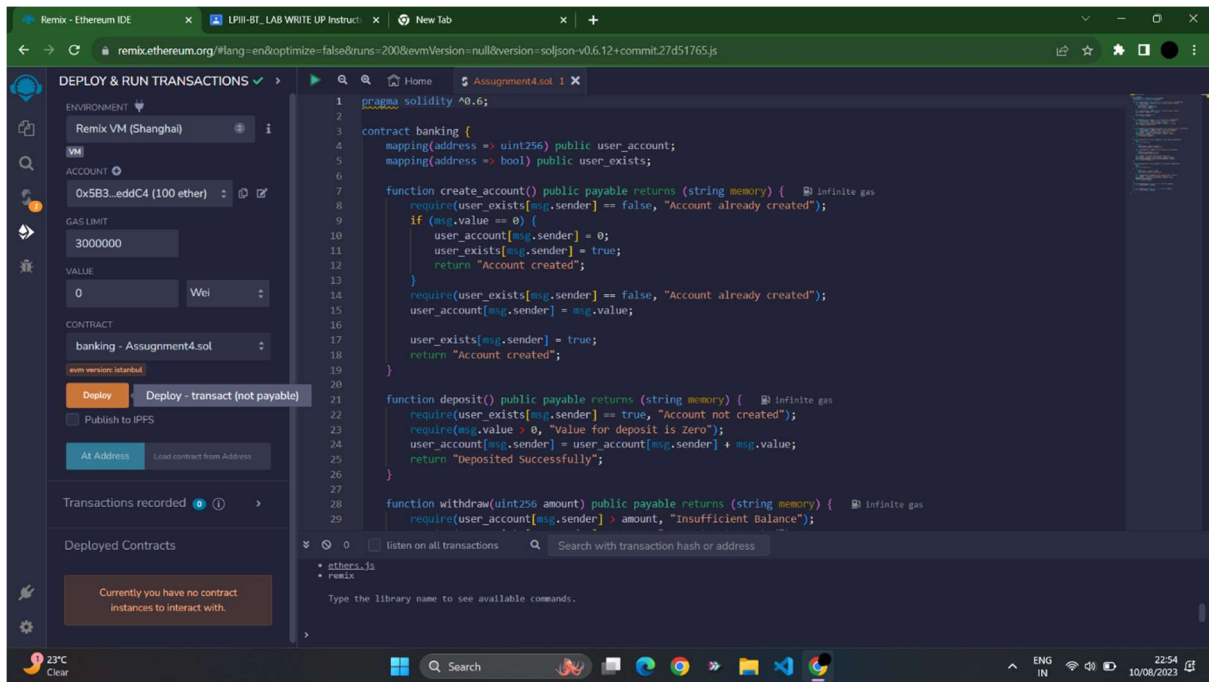 Remix - Ethereum IDE
LPIII-BT_ LAB WRITE UP Instructi
New Tab
remix.ethereum.org/#lang=en&optimize=false&runs=200&evmVersion=null&version=soljson-v0.6.12+commit.27d51765.js
DEPLOY & RUN TRANSACTIONS
ENVIRONMENT
Remix VM (Shanghai)
VM
ACCOUNT
0x5B3...eddC4 (100 ether)
GAS LIMIT
3000000
VALUE
0 Wei
CONTRACT
banking - Assugnment4.sol
evm version: istanbul
Deploy
Deploy - transact (not payable)
Publish to IPFS
At Address Load contract from Address
Transactions recorded 0
Deployed Contracts
Currently you have no contract
instances to interact with.
Home Assugnment4.sol 1
1 pragma solidity ^0.6;
2
3 contract banking {
4 mapping(address => uint256) public user_account;
5 mapping(address => bool) public user_exists;
6
7 function create_account() public payable returns (string memory) { infinite gas
8 require(user_exists[msg.sender] == false, "Account already created");
9 if (msg.value == 0) {
10 user_account[msg.sender] = 0;
11 user_exists[msg.sender] = true;
12 return "Account created";
13 }
14 require(user_exists[msg.sender] == false, "Account already created");
15 user_account[msg.sender] = msg.value;
16
17 user_exists[msg.sender] = true;
18 return "Account created";
19 }
20
21 function deposit() public payable returns (string memory) { infinite gas
22 require(user_exists[msg.sender] == true, "Account not created");
23 require(msg.value > 0, "Value for deposit is Zero");
24 user_account[msg.sender] = user_account[msg.sender] + msg.value;
25 return "Deposited Successfully";
26 }
27
28 function withdraw(uint256 amount) public payable returns (string memory) { infinite gas
29 require(user_account[msg.sender] > amount, "Insufficient Balance");
0 listen on all transactions Search with transaction hash or address
• ethers.js
• remix
Type the library name to see available commands.
>
1
23°C
Clear
Search
ENG
IN
22:54
10/08/2023